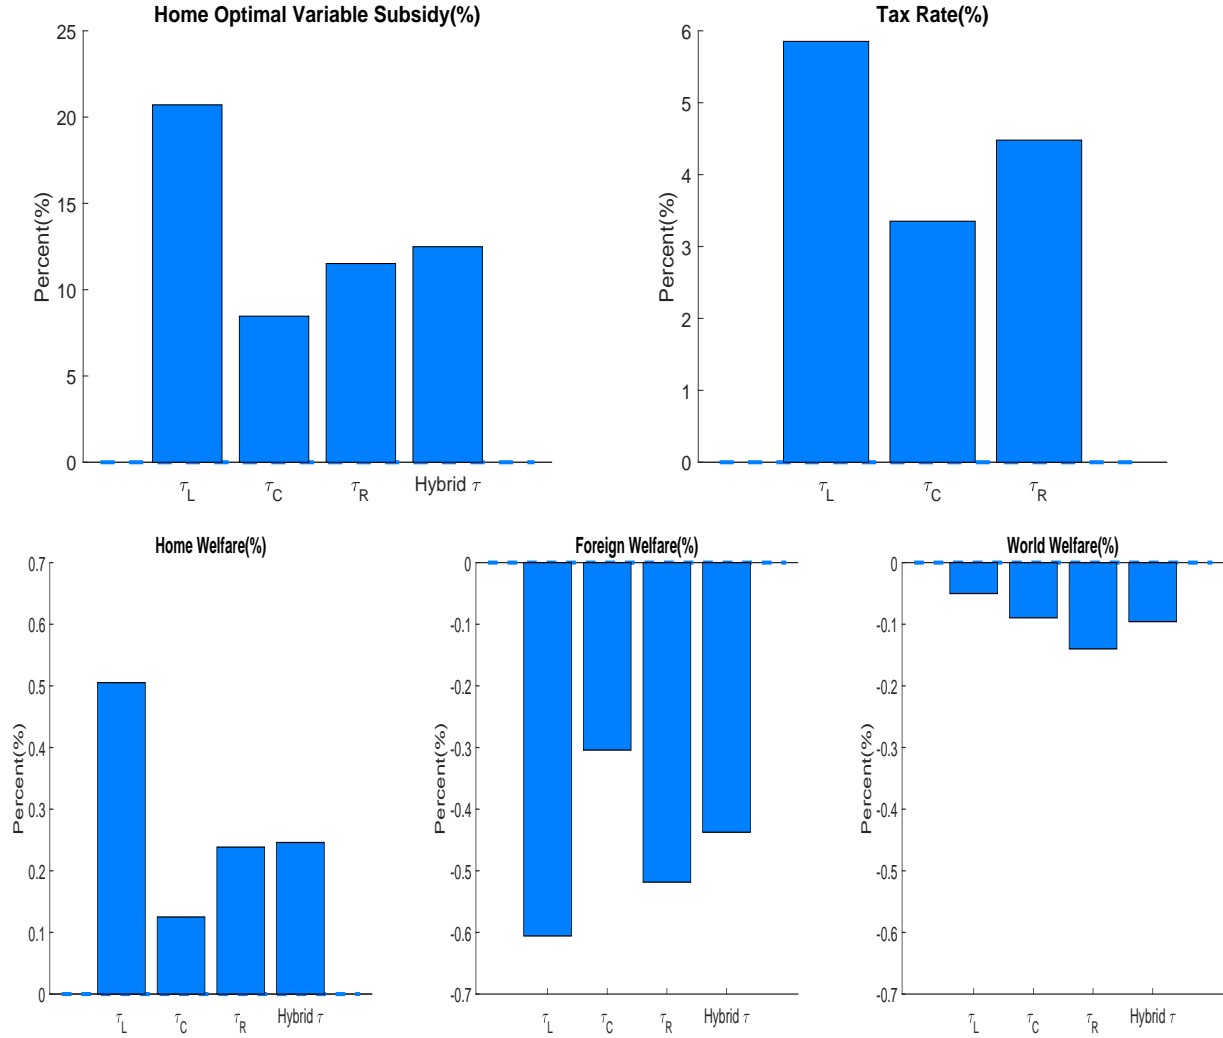 Home Optimal Variable Subsidy(%)
Percent(%)
25
20
15
10
5
0
τL
τC
τR
Hybrid τ
Tax Rate(%)
Percent(%)
6
5
4
3
2
1
0
τL
τC
τR
Home Welfare(%)
Percent(%)
0.7
0.6
0.5
0.4
0.3
0.2
0.1
0
τL
τC
τR
Hybrid τ
Foreign Welfare(%)
Percent(%)
0
-0.1
-0.2
-0.3
-0.4
-0.5
-0.6
-0.7
τL
τC
τR
Hybrid τ
World Welfare(%)
Percent(%)
0
-0.1
-0.2
-0.3
-0.4
-0.5
-0.6
-0.7
τL
τC
τR
Hybrid τ